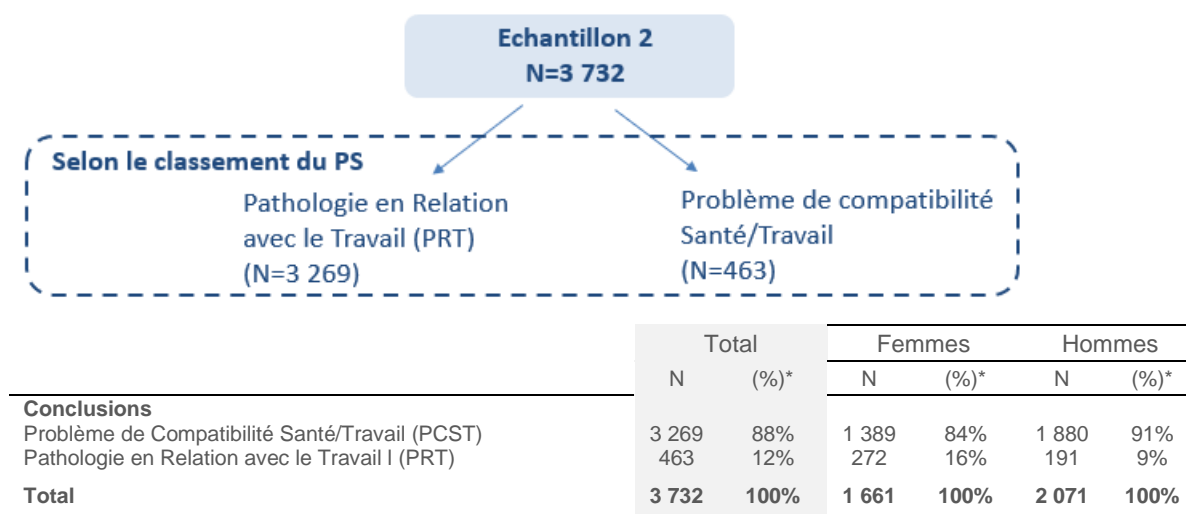 Echantillon 2
N=3 732
Selon le classement du PS
Pathologie en Relation
avec le Travail (PRT)
(N=3 269)
Problème de compatibilité
Santé/Travail
(N=463)
Total Femmes Hommes
N (%)* N (%)* N (%)*
Conclusions
Problème de Compatibilité Santé/Travail (PCST) 3 269 88% 1 389 84% 1 880 91%
Pathologie en Relation avec le Travail l (PRT) 463 12% 272 16% 191 9%
Total 3 732 100% 1 661 100% 2 071 100%